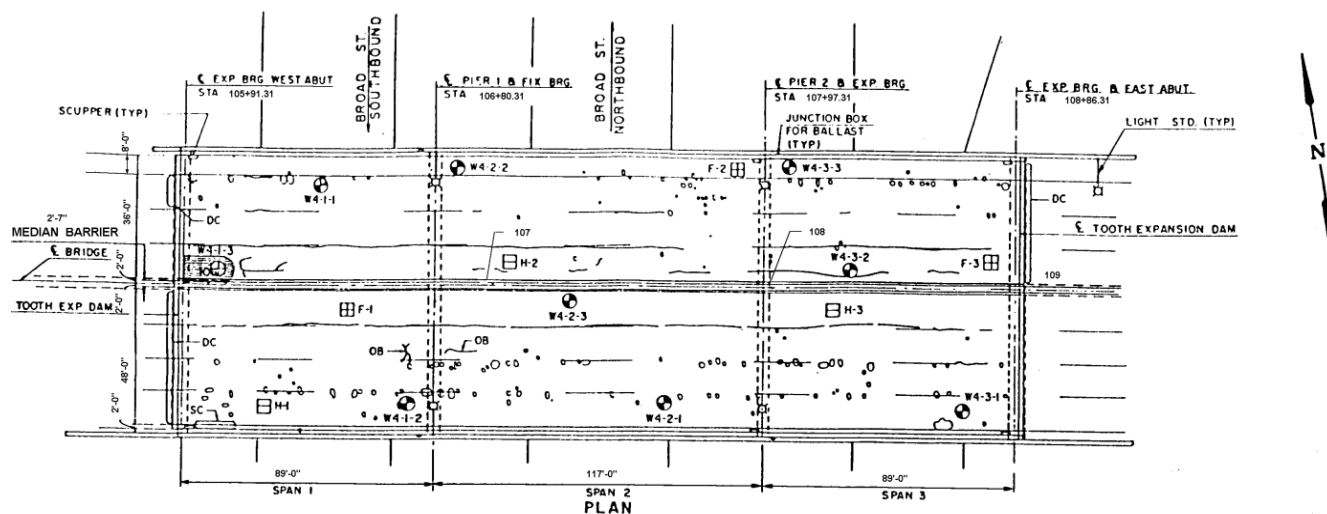 BROAD ST.
SOUTHBOUND
BROAD ST.
NORTHBOUND
℄ EXP BRG WEST ABUT
STA 105+91.31
℄ PIER 1 & FIX BRG
STA 106+80.31
℄ PIER 2 & EXP BRG
STA 107+97.31
℄ EXP BRG. & EAST ABUT.
STA 108+86.31
SCUPPER (TYP)
JUNCTION BOX
FOR BALLAST
(TYP)
LIGHT STD. (TYP)
N
8'-0"
W4-2-2
F-2
W4-3-3
W4-1-1
DC
DC
36'-0"
2'-7"
MEDIAN BARRIER
℄ BRIDGE
107
108
℄ TOOTH EXPANSION DAM
W4-1-3
H-2
W4-3-2
F-3
2'-0"
109
TOOTH EXP DAM
2'-0"
F-1
W4-2-3
H-3
DC
OB
OB
48'-0"
SC
H-1
W4-1-2
W4-2-1
W4-3-1
2'-0"
89'-0"
117'-0"
89'-0"
SPAN 1
SPAN 2
SPAN 3
PLAN